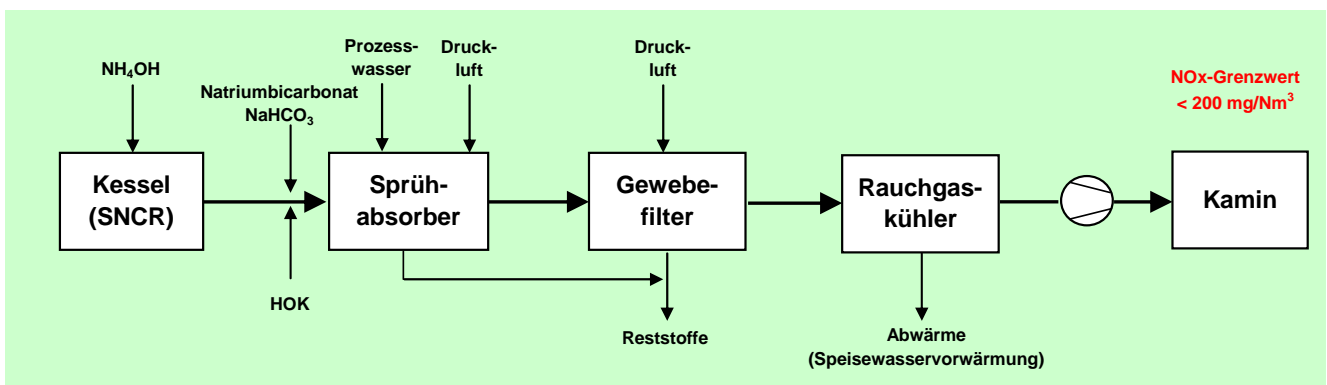 NH₄OH
Natriumbicarbonat
NaHCO₃
HOK
Prozess-
wasser
Druck-
luft
Druck-
luft
NOx-Grenzwert
< 200 mg/Nm³
Kessel
(SNCR)
Sprüh-
absorber
Gewebe-
filter
Rauchgas-
kühler
Kamin
Reststoffe
Abwärme
(Speisewasservorwärmung)